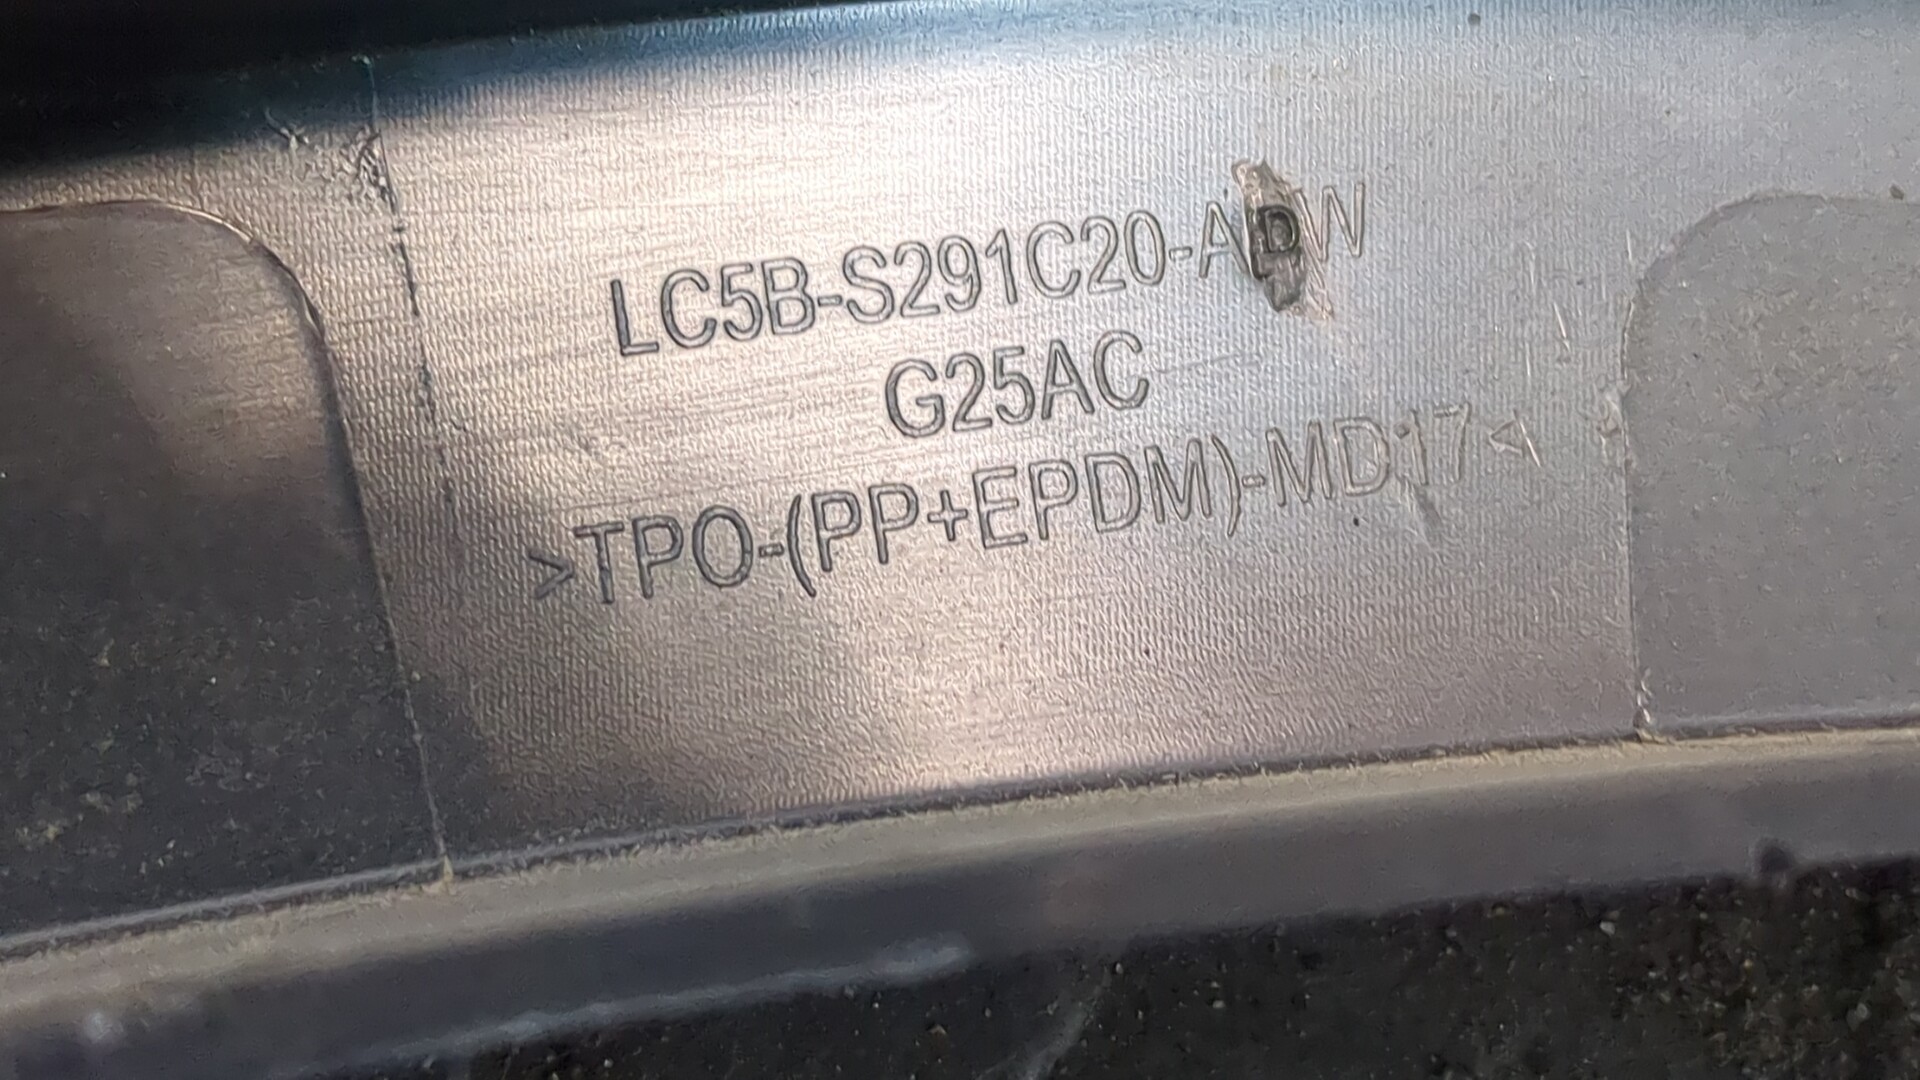 LC5B-S291C20-ADW
G25AC
>TPO-(PP+EPDM)-MD17<